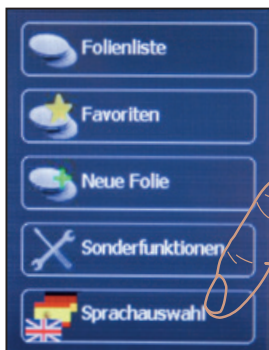 Folienliste
Favoriten
Neue Folie
Sonderfunktionen
Sprachauswahl